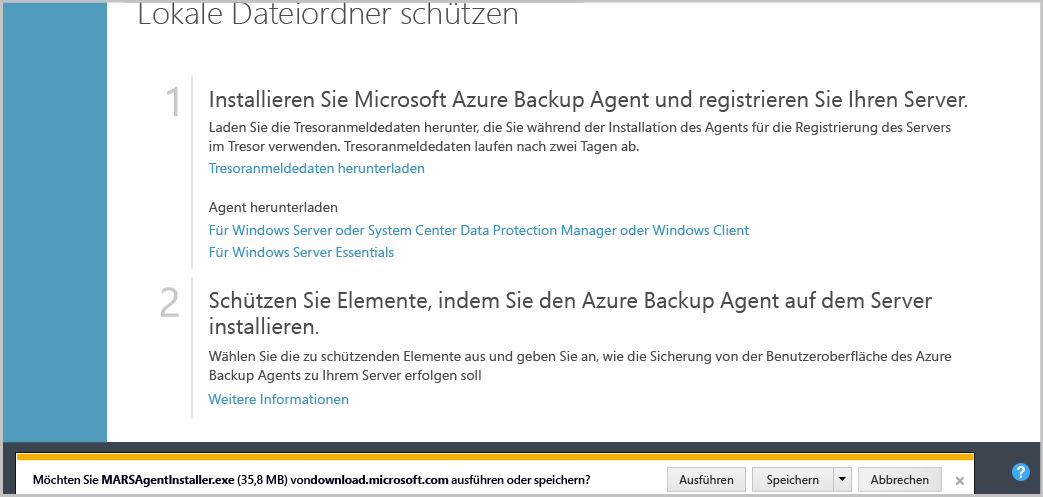 Lokale Dateiordner schützen
1
Installieren Sie Microsoft Azure Backup Agent und registrieren Sie Ihren Server.
Laden Sie die Tresoranmeldedaten herunter, die Sie während der Installation des Agents für die Registrierung des Servers
im Tresor verwenden. Tresoranmeldedaten laufen nach zwei Tagen ab.
Tresoranmeldedaten herunterladen
Agent herunterladen
Für Windows Server oder System Center Data Protection Manager oder Windows Client
Für Windows Server Essentials
2
Schützen Sie Elemente, indem Sie den Azure Backup Agent auf dem Server
installieren.
Wählen Sie die zu schützenden Elemente aus und geben Sie an, wie die Sicherung von der Benutzeroberfläche des Azure
Backup Agents zu Ihrem Server erfolgen soll
Weitere Informationen
Möchten Sie MARSAgentInstaller.exe (35,8 MB) vondownload.microsoft.com ausführen oder speichern? Ausführen Speichern Abbrechen × ?